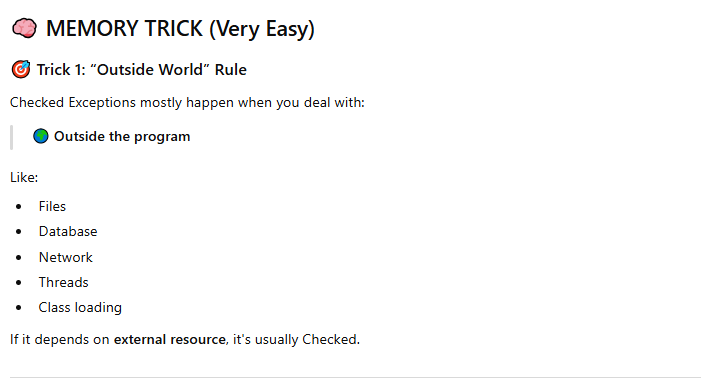 🧠 MEMORY TRICK (Very Easy)
🎯 Trick 1: “Outside World” Rule
Checked Exceptions mostly happen when you deal with:
🌍 Outside the program
Like:
• Files
• Database
• Network
• Threads
• Class loading
If it depends on external resource, it's usually Checked.